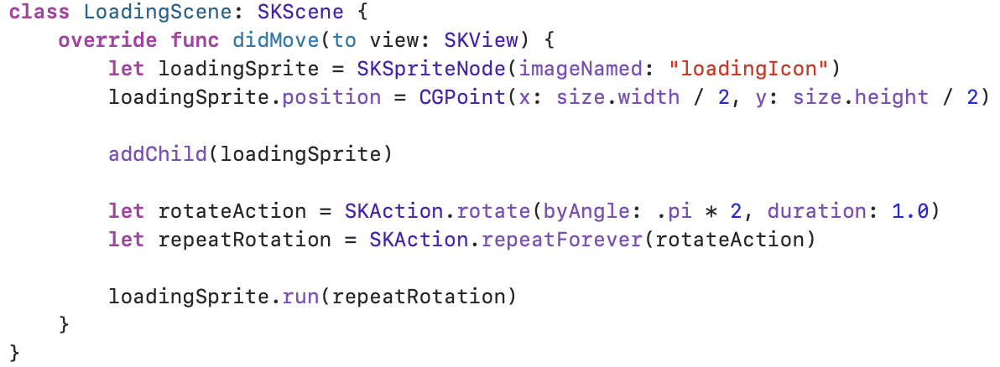 class LoadingScene: SKScene {
    override func didMove(to view: SKView) {
        let loadingSprite = SKSpriteNode(imageNamed: "loadingIcon")
        loadingSprite.position = CGPoint(x: size.width / 2, y: size.height / 2)

        addChild(loadingSprite)

        let rotateAction = SKAction.rotate(byAngle: .pi * 2, duration: 1.0)
        let repeatRotation = SKAction.repeatForever(rotateAction)

        loadingSprite.run(repeatRotation)
    }
}